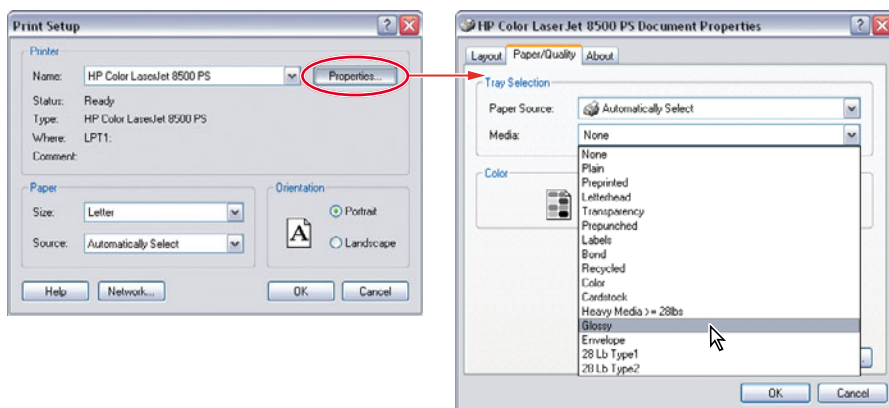 Print Setup
Printer
Name: HP Color LaserJet 8500 PS Properties...
Status: Ready
Type: HP Color LaserJet 8500 PS
Where: LPT1:
Comment:
Paper
Size: Letter
Source: Automatically Select
Orientation
A
Portrait
Landscape
Help Network... OK Cancel
HP Color LaserJet 8500 PS Document Properties
Layout Paper/Quality About
Tray Selection
Paper Source: Automatically Select
Media: None
Color
None
Plain
Preprinted
Letterhead
Transparency
Prepunched
Labels
Bond
Recycled
Color
Cardstock
Heavy Media >= 28lbs
Glossy
Envelope
28 Lb Type1
28 Lb Type2
OK Cancel